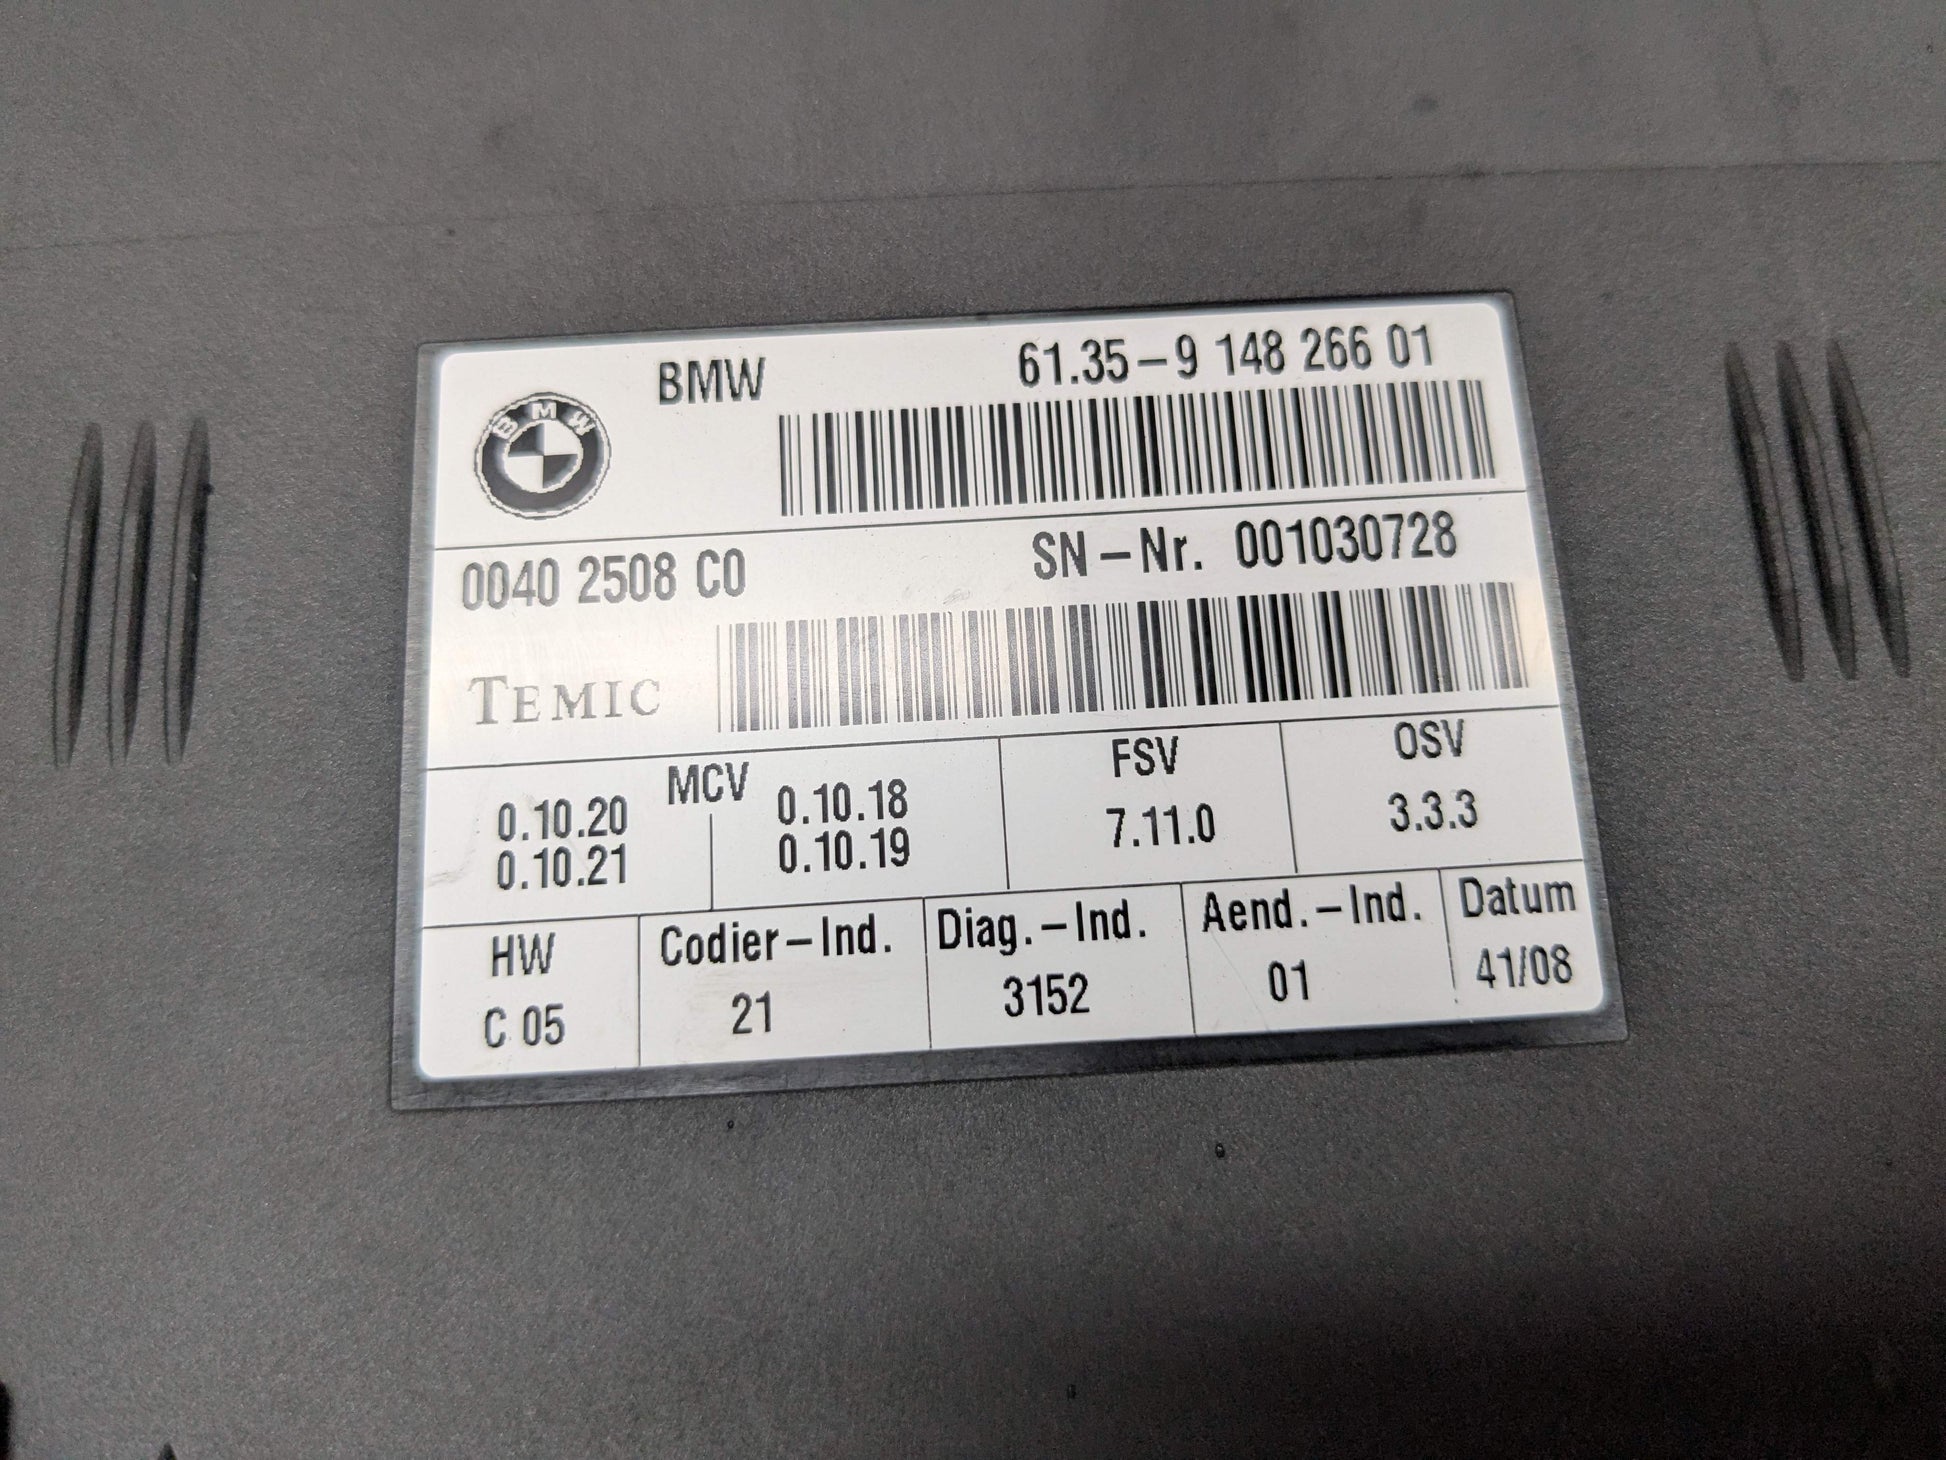 BMW 61.35-9 148 266 01
BMW
0040 2508 C0 SN-Nr. 001030728
TEMIC
MCV FSV OSV
0.10.20 0.10.18 7.11.0 3.3.3
0.10.21 0.10.19
HW Codier-Ind. Diag.-Ind. Aend.-Ind. Datum
C 05 21 3152 01 41/08